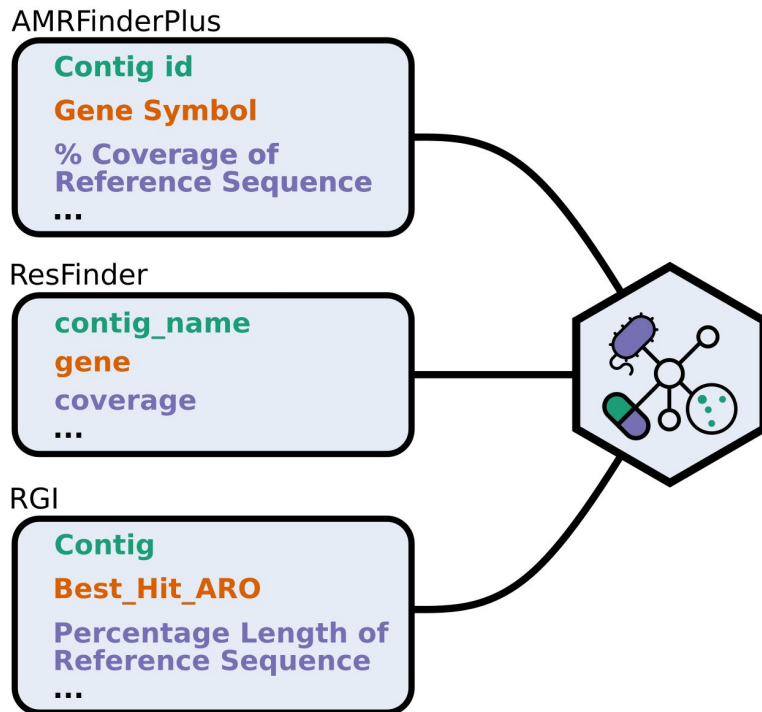 AMRFinderPlus
Contig id
Gene Symbol
% Coverage of
Reference Sequence
...
ResFinder
contig_name
gene
coverage
...
RGI
Contig
Best_Hit_ARO
Percentage Length of
Reference Sequence
...